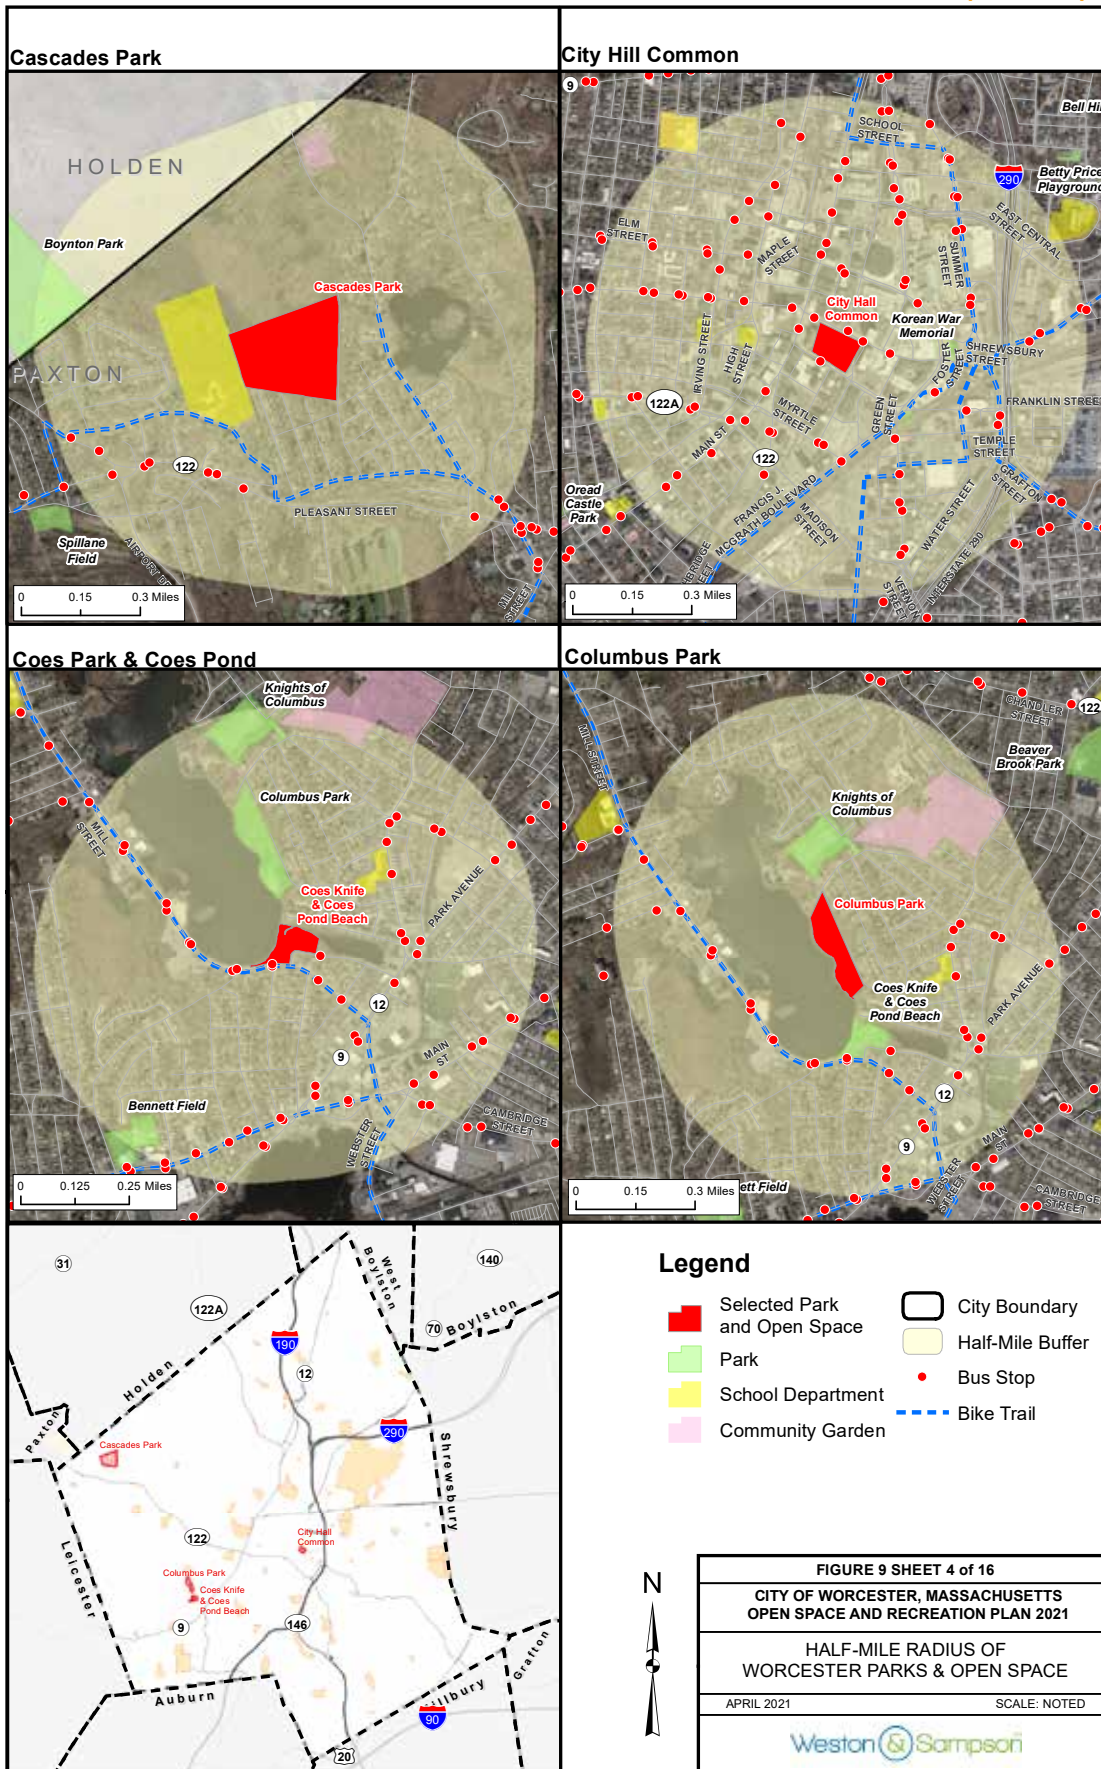 Cascades Park
HOLDEN
Boynton Park
Cascades Park
PAXTON
122
PLEASANT STREET
Spillane
Field
MILL
STREET
0 0.15 0.3 Miles
City Hill Common
9
SCHOOL
STREET
290
Betty Price
Playground
EAST CENTRAL
STREET
ELM
STREET
MAPLE
STREET
SUMMER
STREET
City Hall
Common
Korean War
Memorial
IRVING STREET
HIGH
STREET
FOSTER
STREET
SHREWSBURY
STREET
122A
FRANKLIN STREET
MYRTLE
STREET
GREEN
STREET
MAIN ST
122
TEMPLE
STREET
GRAFTON
STREET
Oread
Castle
Park
FRANCIS J.
MCGRATH BOULEVARD
MADISON
STREET
WATER STREET
INTERSTATE 290
VERNON
STREET
0 0.15 0.3 Miles
Coes Park & Coes Pond
Knights of
Columbus
Columbus Park
MILL
STREET
PARK AVENUE
Coes Knife
& Coes
Pond Beach
12
9
MAIN
ST
Bennett Field
WEBSTER
STREET
CAMBRIDGE
STREET
0 0.125 0.25 Miles
Columbus Park
CHANDLER
STREET
122
MILL STREET
Beaver
Brook Park
Knights of
Columbus
Columbus Park
Coes Knife
& Coes
Pond Beach
PARK AVENUE
12
9
MAIN
ST
WEBSTER
STREET
CAMBRIDGE
STREET
ett Field
0 0.15 0.3 Miles
31
122A
West
Boylston
140
70
Boylston
190
12
Holden
290
Paxton
Cascades Park
Shrewsbury
122
City Hall
Common
Leicester
Columbus Park
Coes Knife
& Coes
Pond Beach
9
146
Auburn
Grafton
90
20
Legend
Selected Park
and Open Space
Park
School Department
Community Garden
City Boundary
Half-Mile Buffer
Bus Stop
Bike Trail
N
FIGURE 9 SHEET 4 of 16
CITY OF WORCESTER, MASSACHUSETTS
OPEN SPACE AND RECREATION PLAN 2021
HALF-MILE RADIUS OF
WORCESTER PARKS & OPEN SPACE
APRIL 2021 SCALE: NOTED
Weston & Sampson